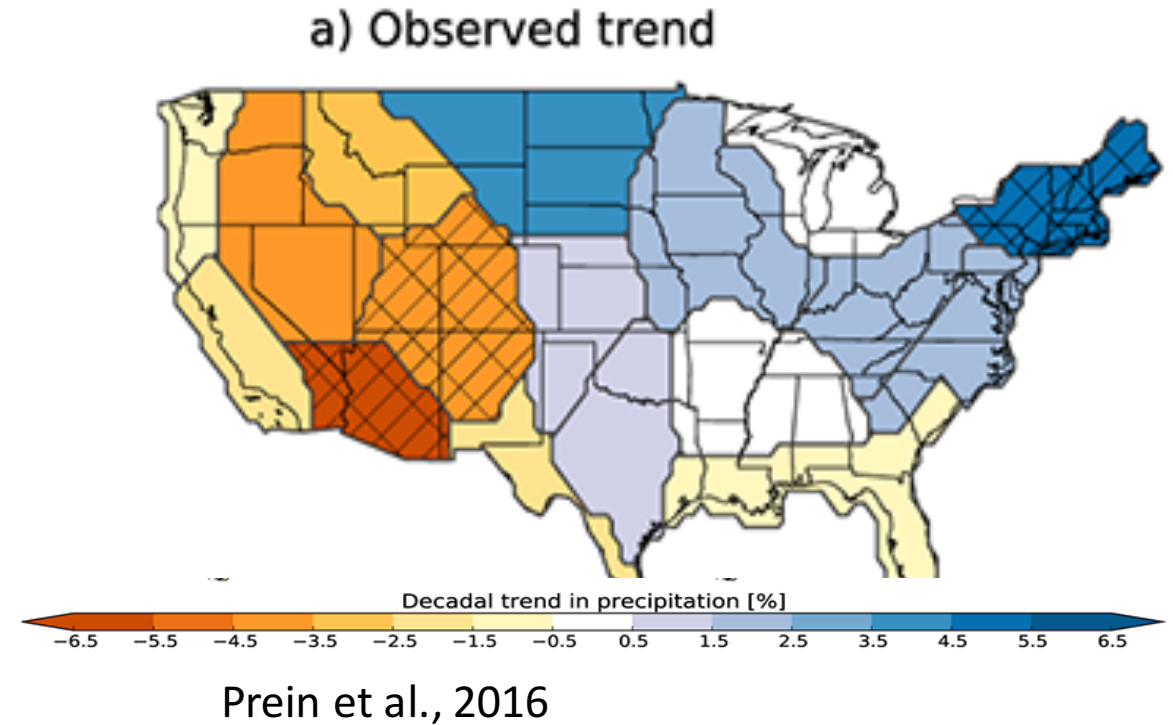 a) Observed trend
Decadal trend in precipitation [%]
−6.5 −5.5 −4.5 −3.5 −2.5 −1.5 −0.5 0.5 1.5 2.5 3.5 4.5 5.5 6.5
Prein et al., 2016